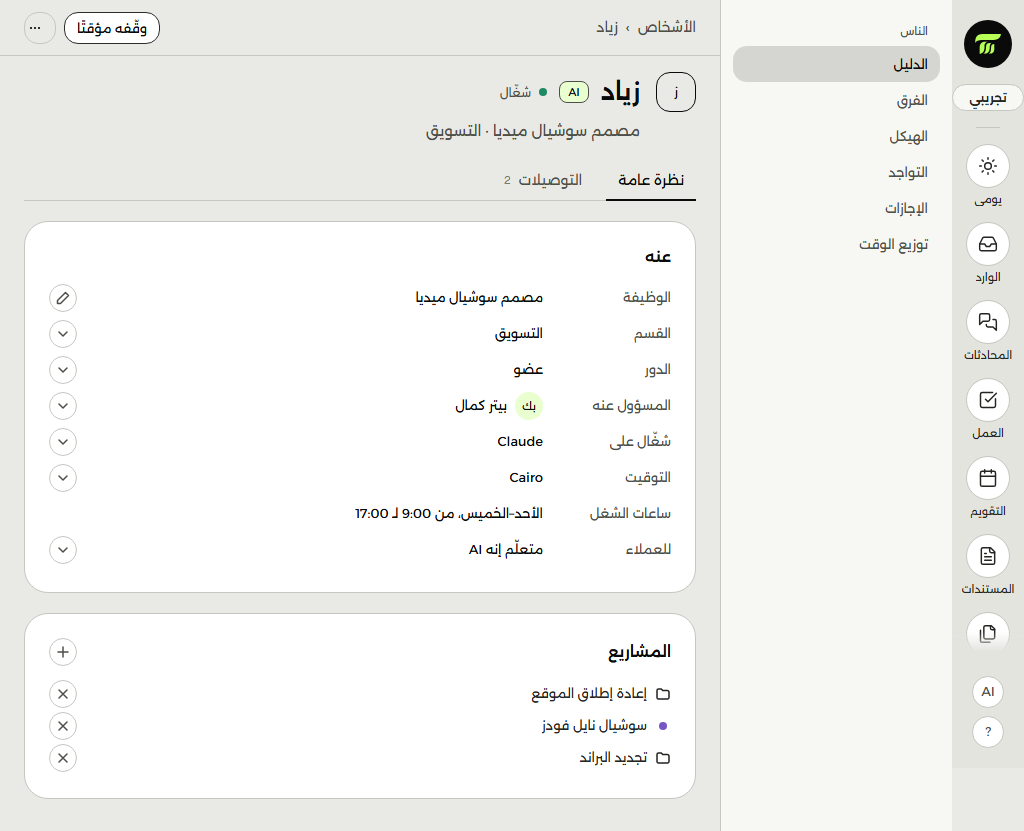 تجريبي
يومي
الوارد
المحادثات
العمل
التقويم
المستندات
AI
?
الناس
الدليل
الفرق
الهيكل
التواجد
الإجازات
توزيع الوقت
الأشخاص › زياد
وقّفه مؤقتًا
ز
زياد AI شغّال
مصمم سوشيال ميديا · التسويق
نظرة عامة
التوصيلات 2
عنه
الوظيفة مصمم سوشيال ميديا
القسم التسويق
الدور عضو
المسؤول عنه بك بيتر كمال
شغّال على Claude
التوقيت Cairo
ساعات الشغل الأحد–الخميس، من 9:00 لـ 17:00
للعملاء متعلّم إنه AI
المشاريع
إعادة إطلاق الموقع
سوشيال نايل فودز
تجديد البراند